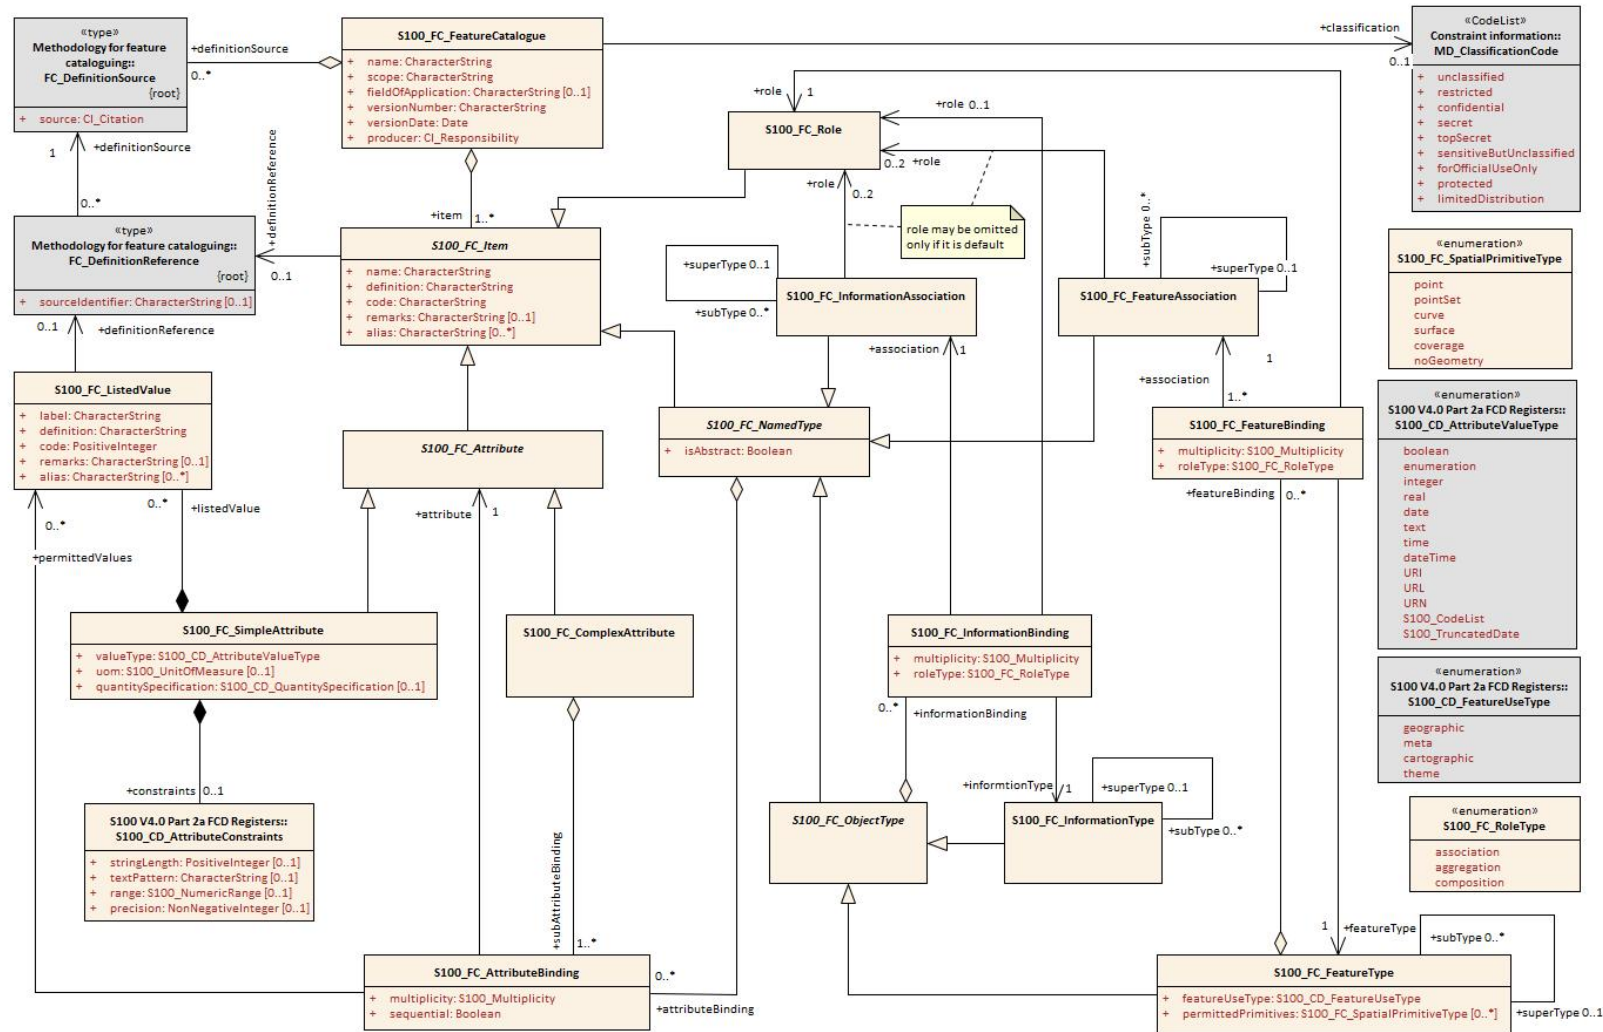 «type»
Methodology for feature
cataloguing::
FC_DefinitionSource
{root}
+ source: CI_Citation
+definitionSource
0..*
S100_FC_FeatureCatalogue
+ name: CharacterString
+ scope: CharacterString
+ fieldOfApplication: CharacterString [0..1]
+ versionNumber: CharacterString
+ versionDate: Date
+ producer: CI_Responsibility
+classification
0..1
«CodeList»
Constraint information::
MD_ClassificationCode
+ unclassified
+ restricted
+ confidential
+ secret
+ topSecret
+ sensitiveButUnclassified
+ forOfficialUseOnly
+ protected
+ limitedDistribution
+role
1
+role 0..1
S100_FC_Role
0..2
+role
+role
0..2
role may be omitted
only if it is default
1
+definitionSource
0..*
+definitionReference
0..1
+item
1..*
«type»
Methodology for feature cataloguing::
FC_DefinitionReference
{root}
+ sourceIdentifier: CharacterString [0..1]
S100_FC_Item
+ name: CharacterString
+ definition: CharacterString
+ code: CharacterString
+ remarks: CharacterString [0..1]
+ alias: CharacterString [0..*]
+superType 0..1
S100_FC_InformationAssociation
+subType 0..*
+subType 0..*
+superType 0..1
S100_FC_FeatureAssociation
«enumeration»
S100_FC_SpatialPrimitiveType
point
pointSet
curve
surface
coverage
noGeometry
0..1
+definitionReference
+association
1
1
+association
1..*
S100_FC_ListedValue
+ label: CharacterString
+ definition: CharacterString
+ code: PositiveInteger
+ remarks: CharacterString [0..1]
+ alias: CharacterString [0..*]
S100_FC_Attribute
S100_FC_NamedType
+ isAbstract: Boolean
S100_FC_FeatureBinding
+ multiplicity: S100_Multiplicity
+ roleType: S100_FC_RoleType
+featureBinding
0..*
«enumeration»
S100 V4.0 Part 2a FCD Registers::
S100_CD_AttributeValueType
boolean
enumeration
integer
real
date
text
time
dateTime
URI
URL
URN
S100_CodeList
S100_TruncatedDate
0..*
+permittedValues
0..*
+listedValue
+attribute
1
S100_FC_SimpleAttribute
+ valueType: S100_CD_AttributeValueType
+ uom: S100_UnitOfMeasure [0..1]
+ quantitySpecification: S100_CD_QuantitySpecification [0..1]
S100_FC_ComplexAttribute
S100_FC_InformationBinding
+ multiplicity: S100_Multiplicity
+ roleType: S100_FC_RoleType
0..*
+informationBinding
«enumeration»
S100 V4.0 Part 2a FCD Registers::
S100_CD_FeatureUseType
geographic
meta
cartographic
theme
+constraints
0..1
S100 V4.0 Part 2a FCD Registers::
S100_CD_AttributeConstraints
+ stringLength: PositiveInteger [0..1]
+ textPattern: CharacterString [0..1]
+ range: S100_NumericRange [0..1]
+ precision: NonNegativeInteger [0..1]
+subAttributeBinding
1..*
S100_FC_ObjectType
+informtionType
1
S100_FC_InformationType
+superType 0..1
+subType 0..*
«enumeration»
S100_FC_RoleType
association
aggregation
composition
S100_FC_AttributeBinding
+ multiplicity: S100_Multiplicity
+ sequential: Boolean
0..*
+attributeBinding
1
+featureType
+subType 0..*
S100_FC_FeatureType
+ featureUseType: S100_CD_FeatureUseType
+ permittedPrimitives: S100_FC_SpatialPrimitiveType [0..*]
+superType 0..1